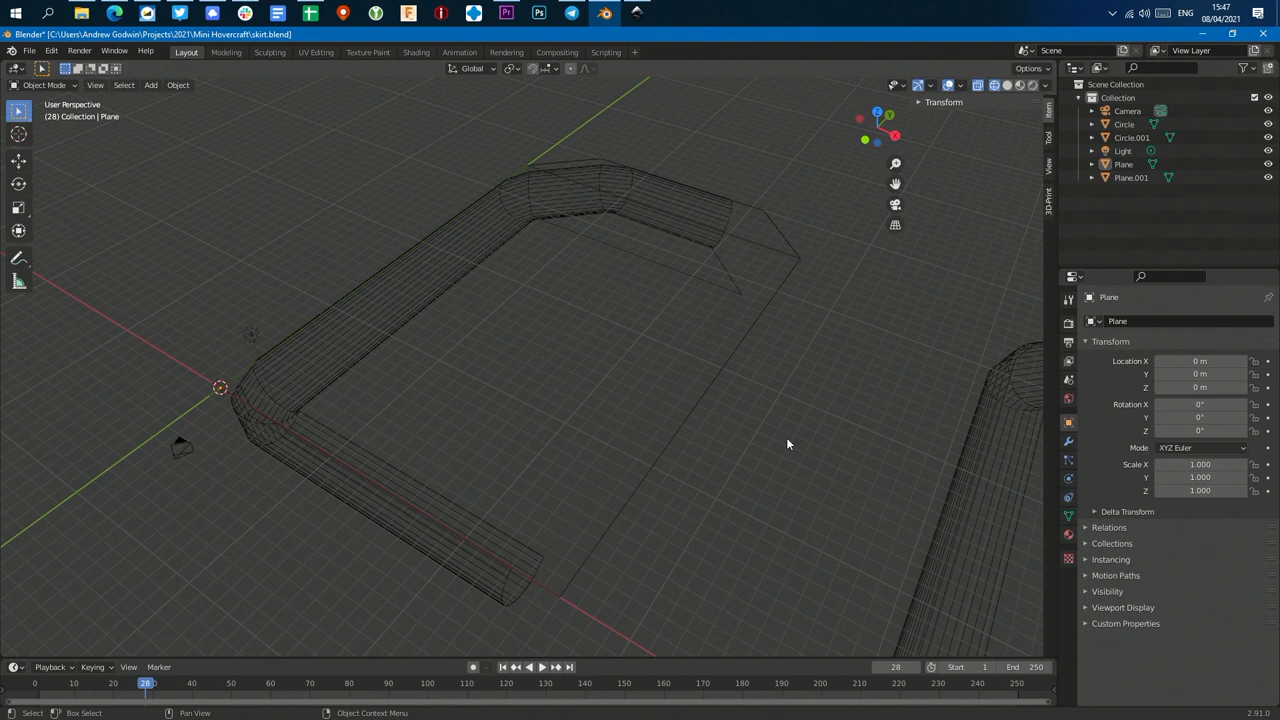 15:47
ENG
08/04/2021
Blender* [C:\Users\Andrew Godwin\Projects\2021\Mini Hovercraft\skirt.blend]
File Edit Render Window Help
Layout Modeling Sculpting UV Editing Texture Paint Shading Animation Rendering Compositing Scripting +
Scene View Layer
Global Options
Object Mode View Select Add Object
User Perspective
(28) Collection | Plane
Transform
Item
Tool
View
3D-Print
Z
Y
X
Scene Collection
Collection
Camera
Circle
Circle.001
Light
Plane
Plane.001
Plane
Plane
Transform
Location X 0 m
Y 0 m
Z 0 m
Rotation X 0°
Y 0°
Z 0°
Mode XYZ Euler
Scale X 1.000
Y 1.000
Z 1.000
Delta Transform
Relations
Collections
Instancing
Motion Paths
Visibility
Viewport Display
Custom Properties
Playback Keying View Marker 28 Start 1 End 250
0 10 20 28 40 50 60 70 80 90 100 110 120 130 140 150 160 170 180 190 200 210 220 230 240 250
Select Box Select Pan View Object Context Menu 2.91.0